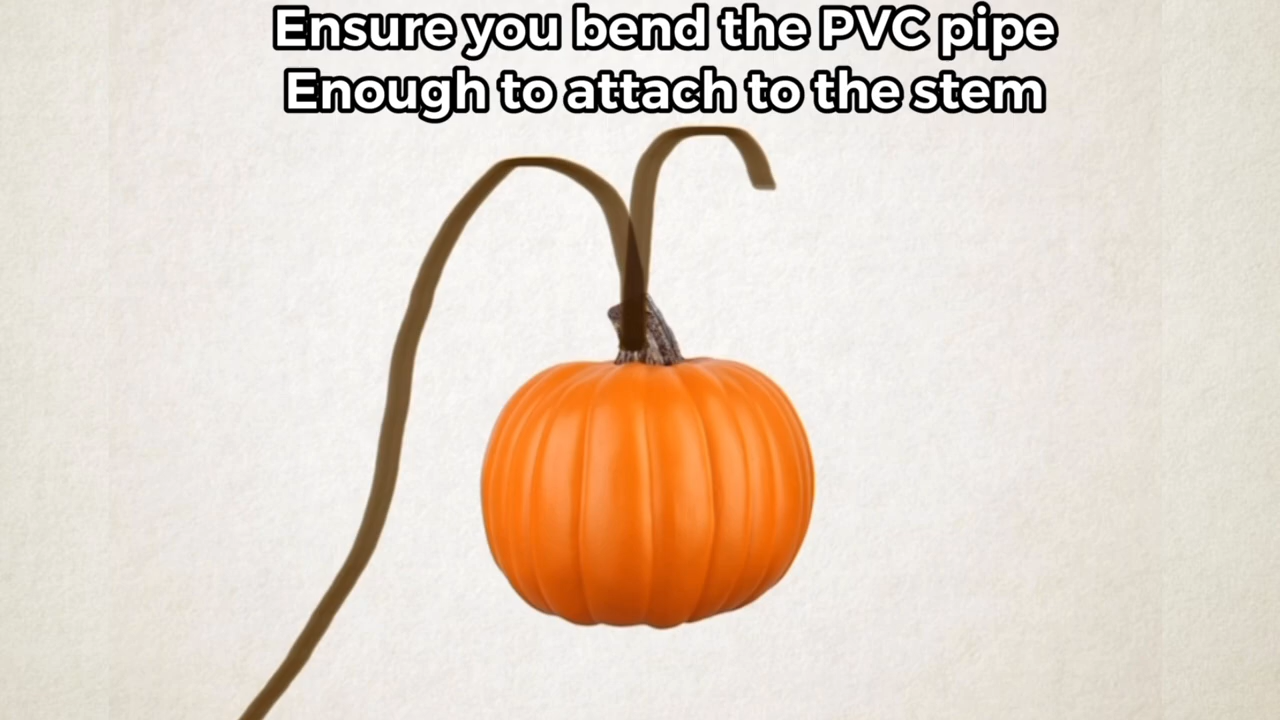 Ensure you bend the PVC pipe
Enough to attach to the stem